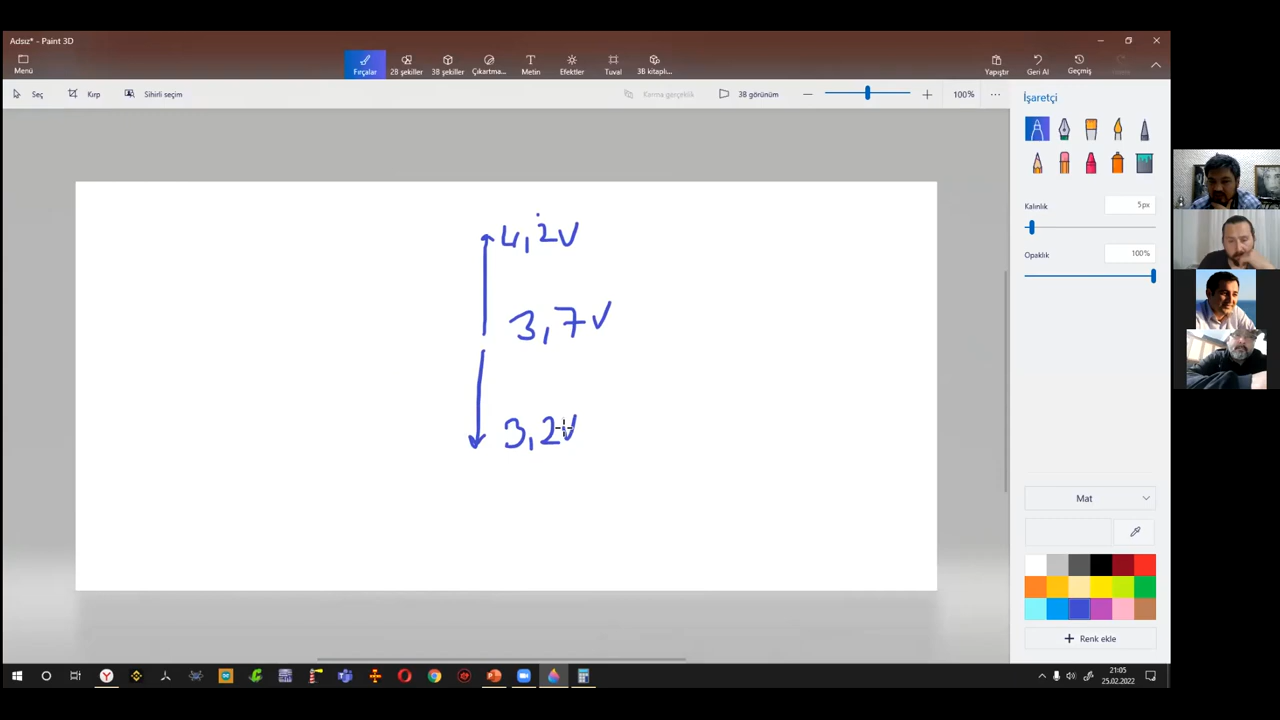 Adsız* - Paint 3D
Menü
Fırçalar
2B şekiller
3B şekiller
Çıkartma...
Metin
Efektler
Tuval
3B kitaplı...
Yapıştır
Geri Al
Geçmiş
Seç
Kırp
Sihirli seçim
Karma gerçeklik
3B görünüm
100%
İşaretçi
Kalınlık
5px
Opaklık
100%
4,2V
3,7V
3,2V
Mat
Renk ekle
21:05
25.02.2022